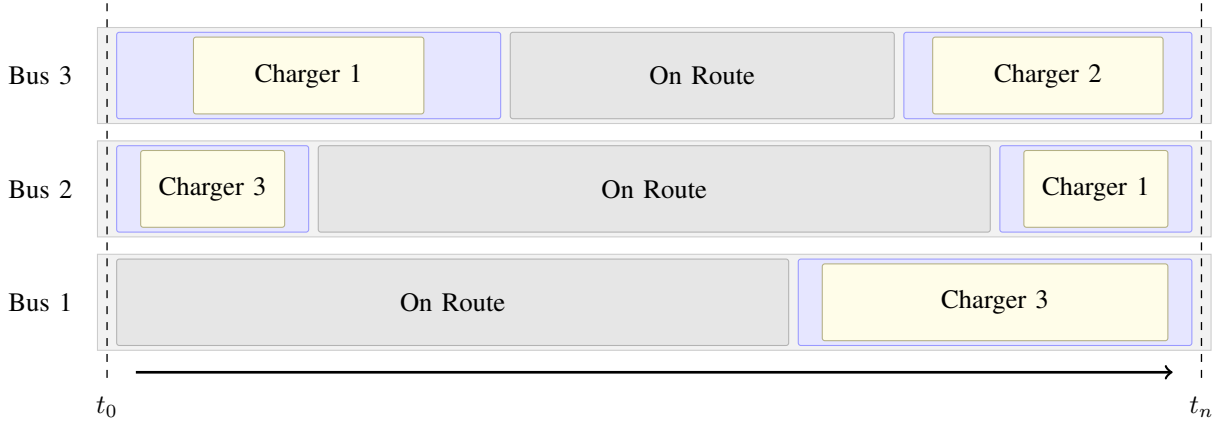 Bus 3 Charger 1 On Route Charger 2
Bus 2 Charger 3 On Route Charger 1
Bus 1 On Route Charger 3
t₀ tₙ